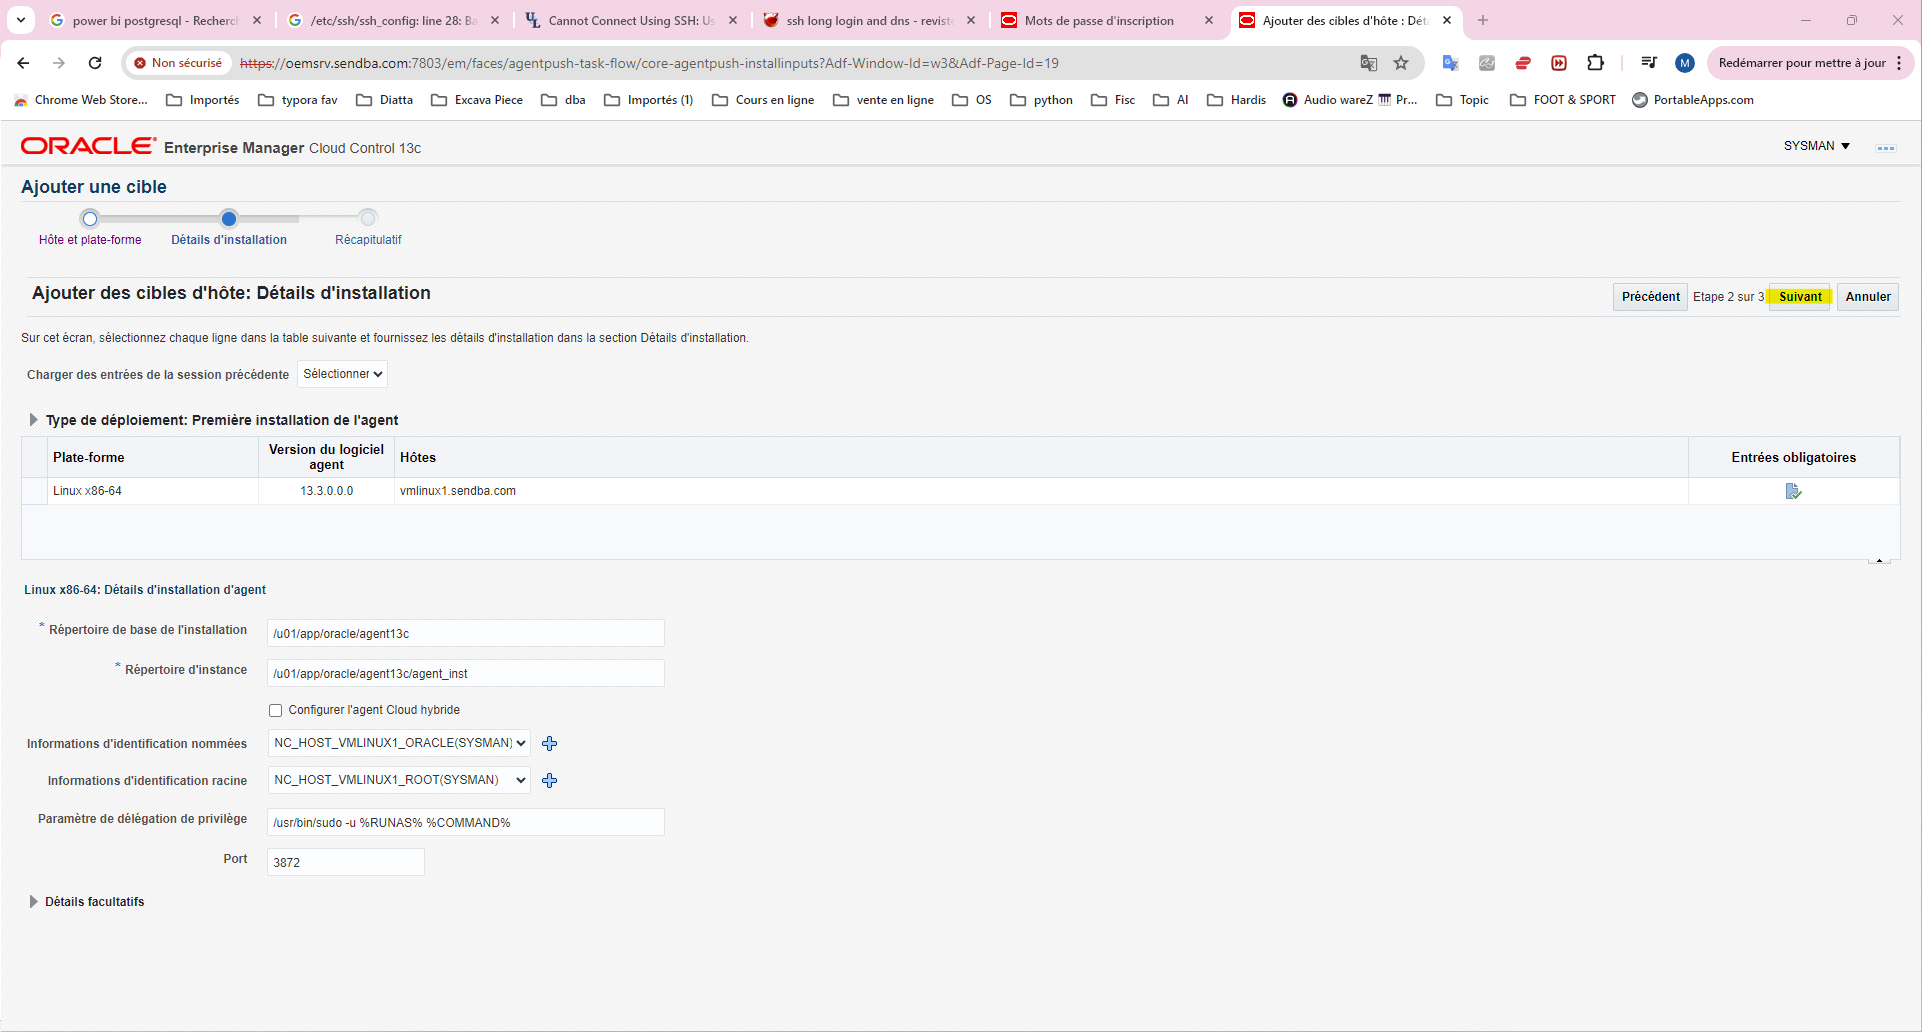 power bi postgresql - Recherch
/etc/ssh/ssh_config: line 28: Ba
Cannot Connect Using SSH: Us
ssh long login and dns - reviste
Mots de passe d'inscription
Ajouter des cibles d'hôte : Dét
Non sécurisé
https://oemsrv.sendba.com:7803/em/faces/agentpush-task-flow/core-agentpush-installinputs?Adf-Window-Id=w3&Adf-Page-Id=19
M
Redémarrer pour mettre à jour
Chrome Web Store...
Importés
typora fav
Diatta
Excava Piece
dba
Importés (1)
Cours en ligne
vente en ligne
OS
python
Fisc
AI
Hardis
Audio wareZ
Pr...
Topic
FOOT & SPORT
PortableApps.com
ORACLE Enterprise Manager Cloud Control 13c
SYSMAN
Ajouter une cible
Hôte et plate-forme
Détails d'installation
Récapitulatif
Ajouter des cibles d'hôte: Détails d'installation
Précédent
Etape 2 sur 3
Suivant
Annuler
Sur cet écran, sélectionnez chaque ligne dans la table suivante et fournissez les détails d'installation dans la section Détails d'installation.
Charger des entrées de la session précédente Sélectionner
Type de déploiement: Première installation de l'agent
Plate-forme
Version du logiciel
agent
Hôtes
Entrées obligatoires
Linux x86-64
13.3.0.0.0
vmlinux1.sendba.com
Linux x86-64: Détails d'installation d'agent
* Répertoire de base de l'installation /u01/app/oracle/agent13c
* Répertoire d'instance /u01/app/oracle/agent13c/agent_inst
Configurer l'agent Cloud hybride
Informations d'identification nommées NC_HOST_VMLINUX1_ORACLE(SYSMAN)
Informations d'identification racine NC_HOST_VMLINUX1_ROOT(SYSMAN)
Paramètre de délégation de privilège /usr/bin/sudo -u %RUNAS% %COMMAND%
Port 3872
Détails facultatifs